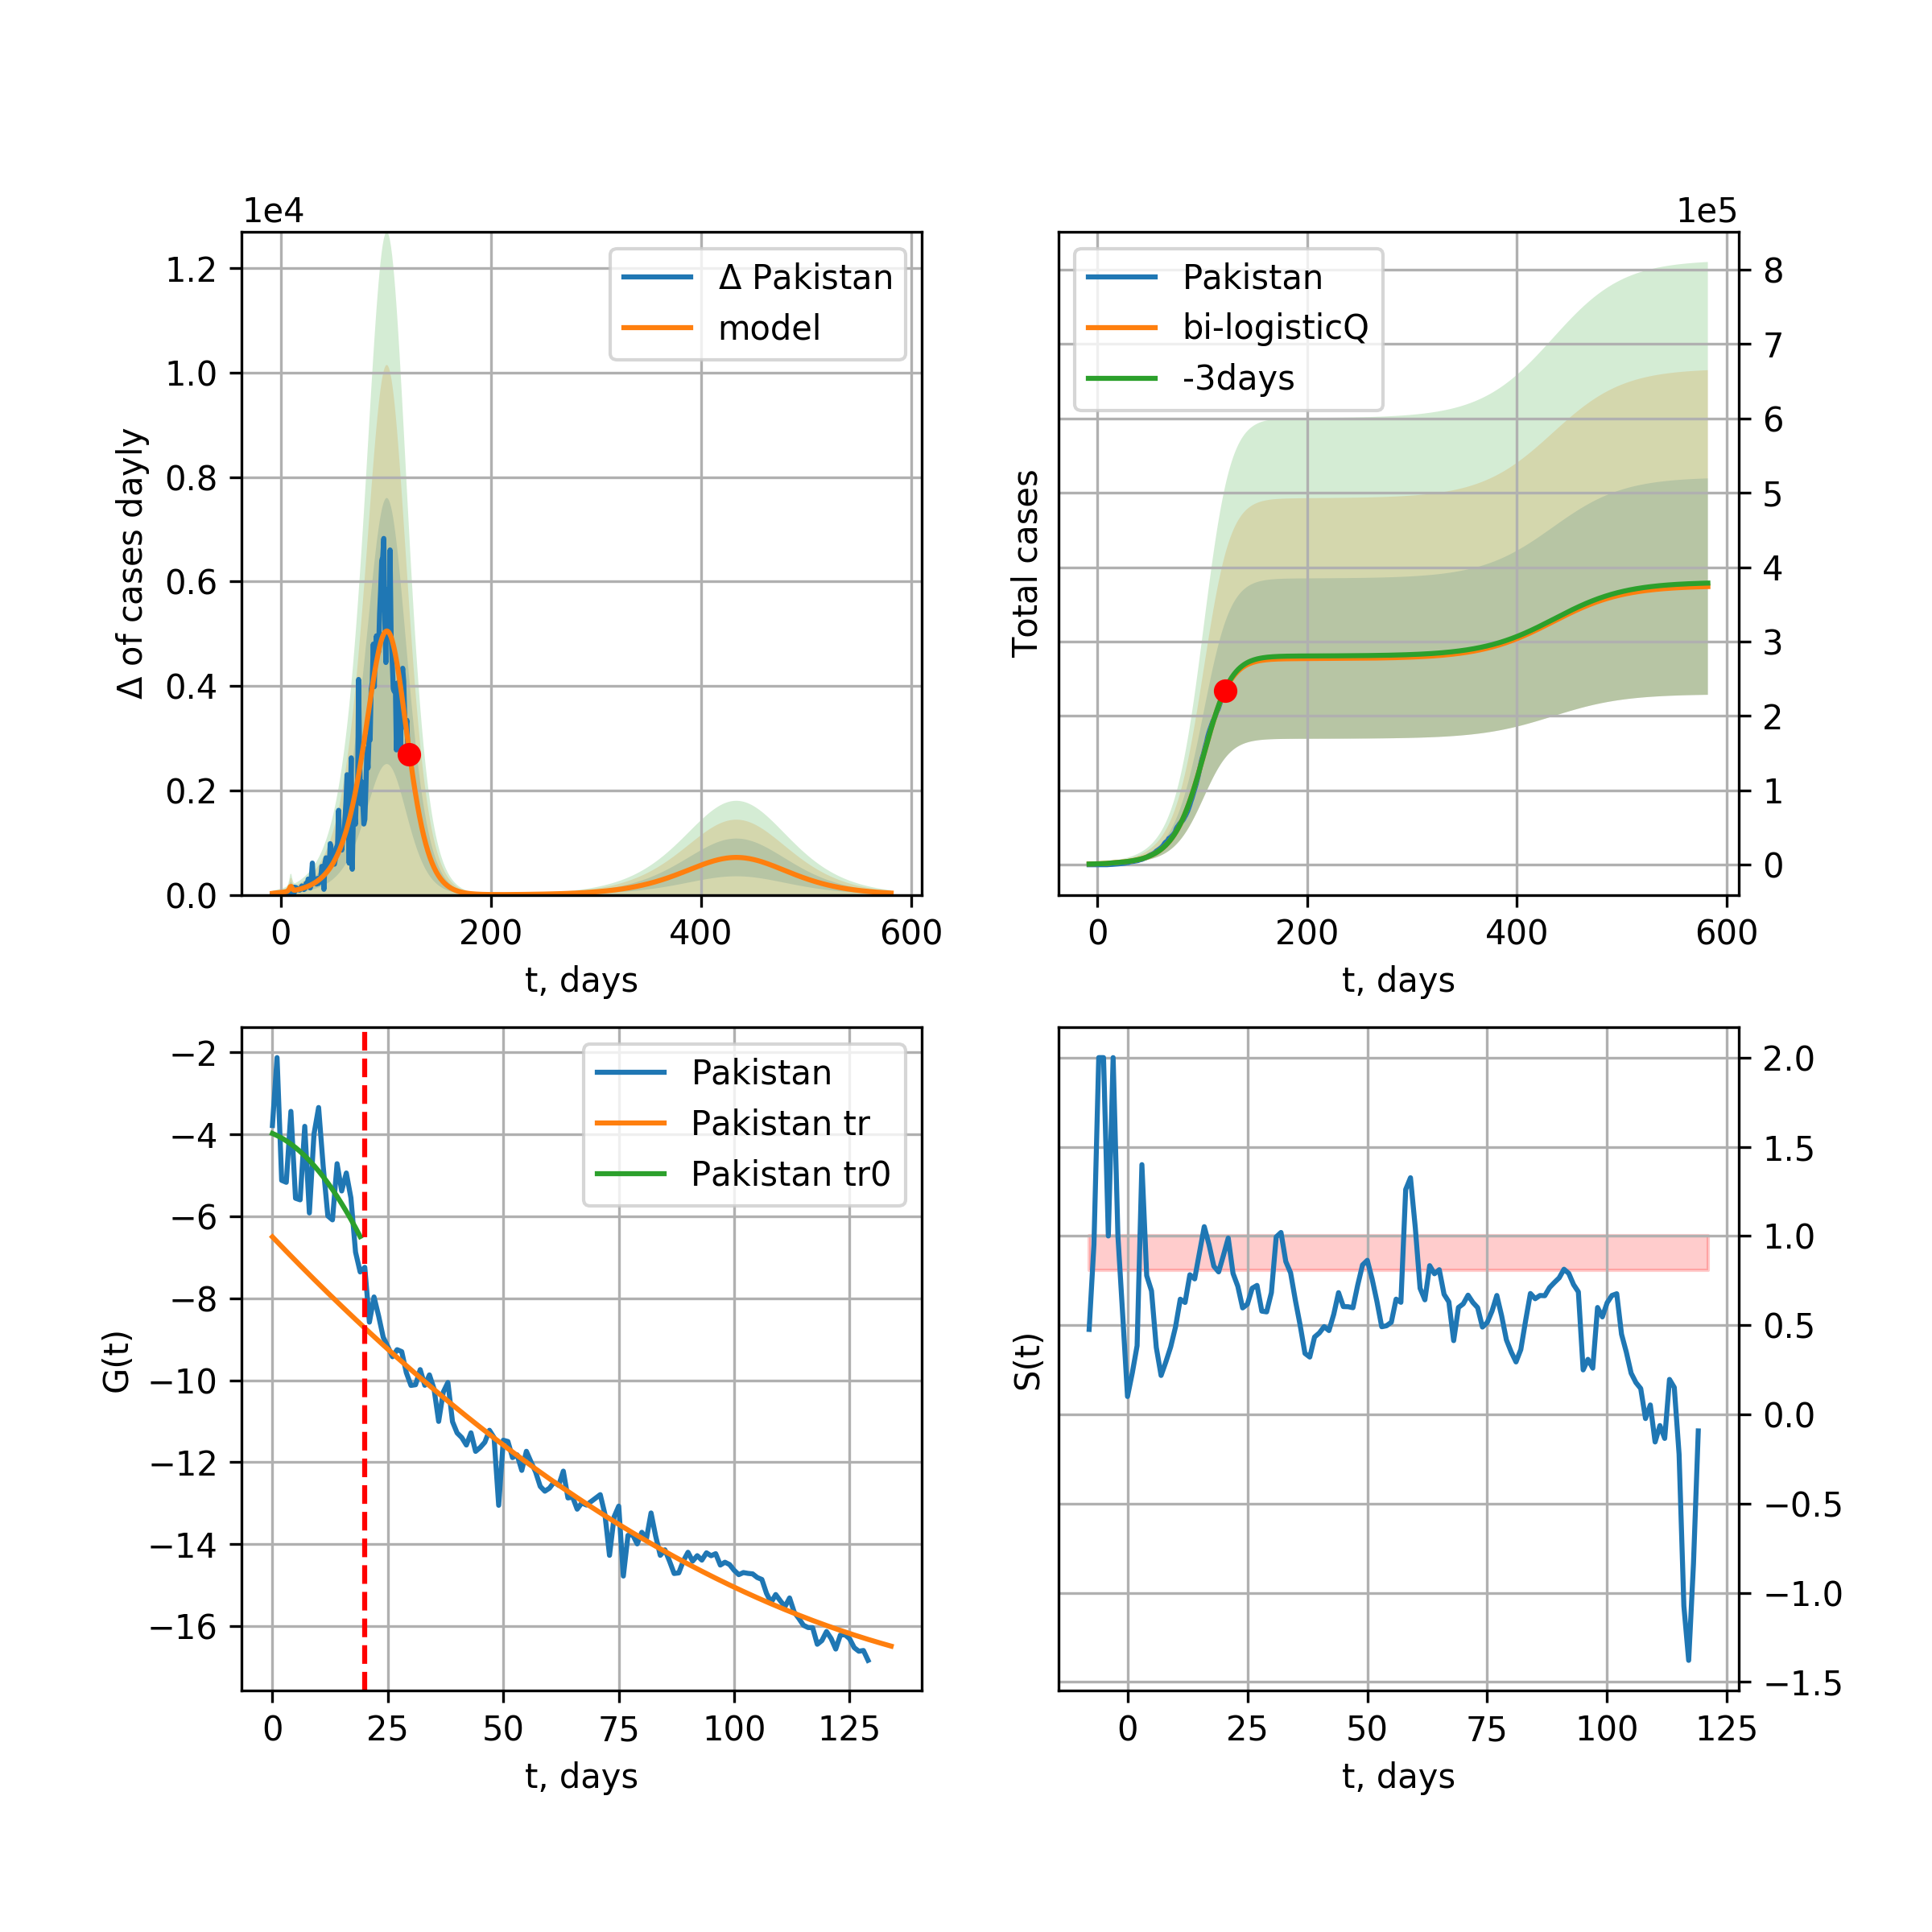 1e4
Δ of cases dayly
1.2
1.0
0.8
0.6
0.4
0.2
0.0
Δ Pakistan
model
0 200 400 600
t, days
1e5
Total cases
Pakistan
bi-logisticQ
-3days
8
7
6
5
4
3
2
1
0
0 200 400 600
t, days
G(t)
−2
−4
−6
−8
−10
−12
−14
−16
Pakistan
Pakistan tr
Pakistan tr0
0 25 50 75 100 125
t, days
S(t)
2.0
1.5
1.0
0.5
0.0
−0.5
−1.0
−1.5
0 25 50 75 100 125
t, days